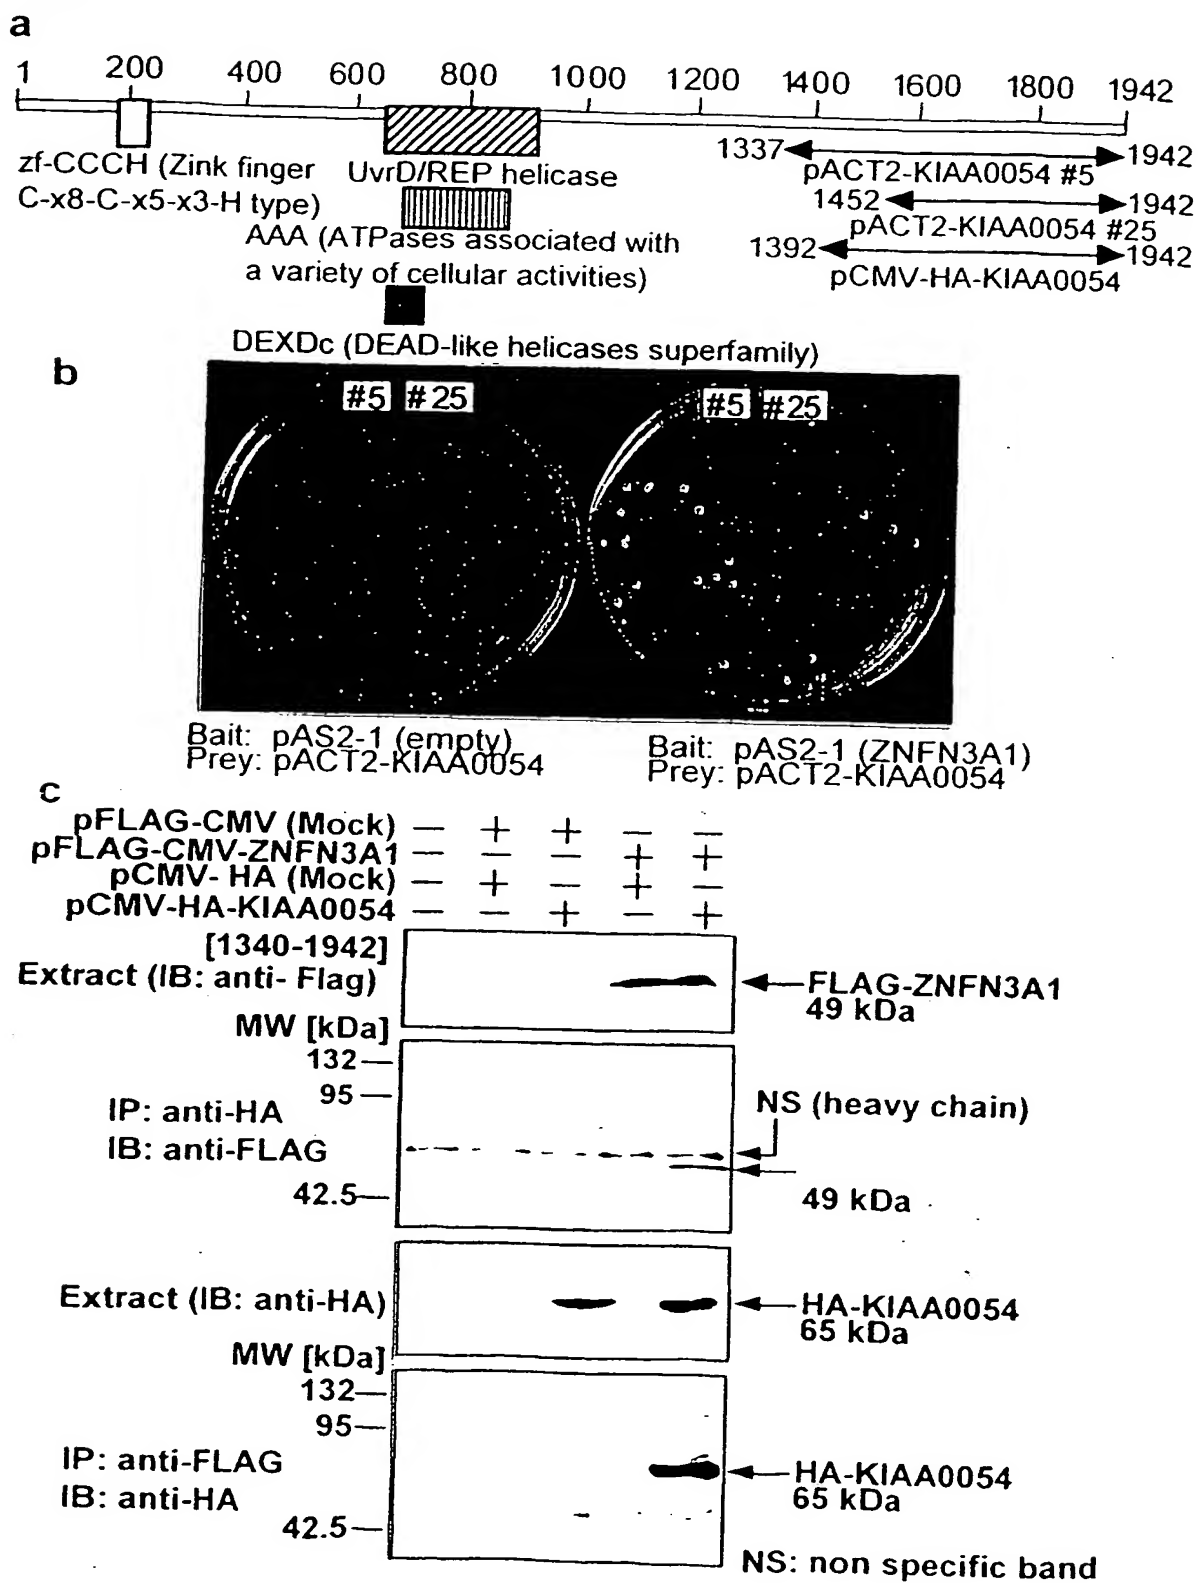 a
1 200 400 600 800 1000 1200 1400 1600 1800 1942
zf-CCCH (Zink finger
C-x8-C-x5-x3-H type)
UvrD/REP helicase
AAA (ATPases associated with
a variety of cellular activities)
DEXDc (DEAD-like helicases superfamily)
1337 1942
pACT2-KIAA0054 #5
1452 1942
pACT2-KIAA0054 #25
1392 1942
pCMV-HA-KIAA0054
b
#5 #25 #5 #25
Bait: pAS2-1 (empty)
Prey: pACT2-KIAA0054
Bait: pAS2-1 (ZNFN3A1)
Prey: pACT2-KIAA0054
c
pFLAG-CMV (Mock) — + + — —
pFLAG-CMV-ZNFN3A1 — — — + +
pCMV- HA (Mock) — + — + —
pCMV-HA-KIAA0054 — — + — +
[1340-1942]
Extract (IB: anti- Flag)
FLAG-ZNFN3A1
49 kDa
MW [kDa]
132
95
IP: anti-HA
IB: anti-FLAG
42.5
NS (heavy chain)
49 kDa
Extract (IB: anti-HA)
HA-KIAA0054
65 kDa
MW [kDa]
132
95
IP: anti-FLAG
IB: anti-HA
42.5
HA-KIAA0054
65 kDa
NS: non specific band